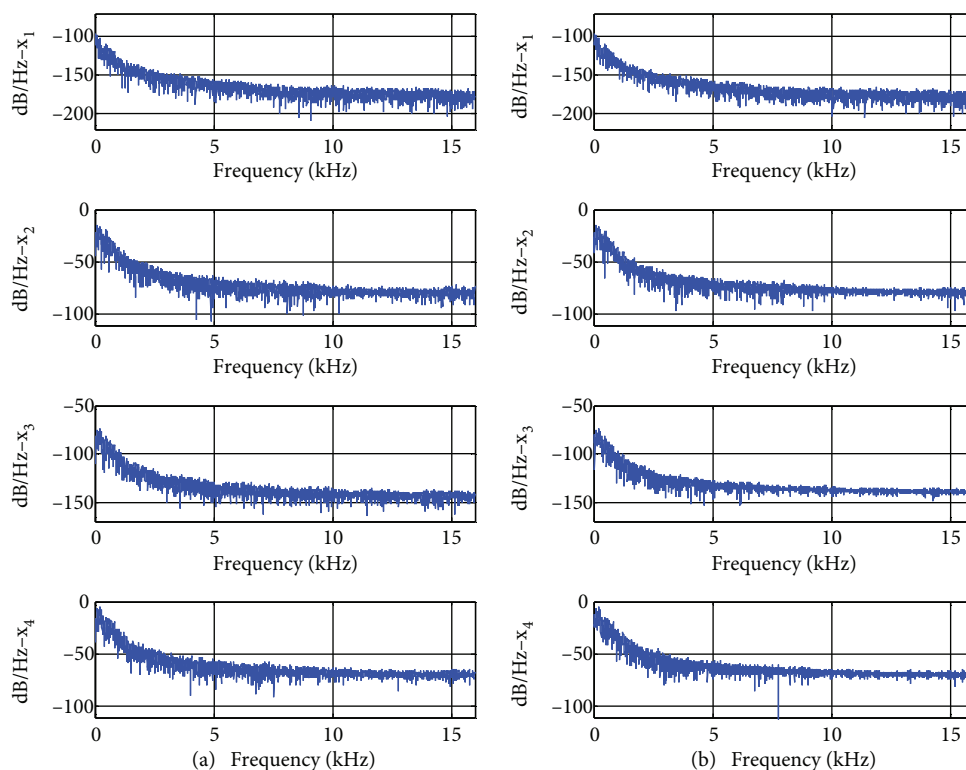 dB/Hz–x1
–100
–150
–200
0 5 10 15
Frequency (kHz)
dB/Hz–x1
–100
–150
–200
0 5 10 15
Frequency (kHz)
dB/Hz–x2
0
–50
–100
0 5 10 15
Frequency (kHz)
dB/Hz–x2
0
–50
–100
0 5 10 15
Frequency (kHz)
dB/Hz–x3
–50
–100
–150
0 5 10 15
Frequency (kHz)
dB/Hz–x3
–50
–100
–150
0 5 10 15
Frequency (kHz)
dB/Hz–x4
0
–50
–100
0 5 10 15
(a) Frequency (kHz)
dB/Hz–x4
0
–50
–100
0 5 10 15
(b) Frequency (kHz)